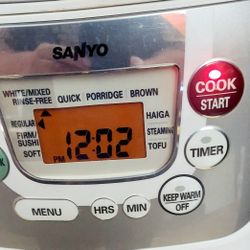 SANYO
WHITE/MIXED
RINSE-FREE
QUICK PORRIDGE BROWN
REGULAR
HAIGA
FIRM/
SUSHI
STEAMING
SOFT
TOFU
PM 12:02
COOK
START
TIMER
MENU
HRS
MIN
KEEP WARM
OFF